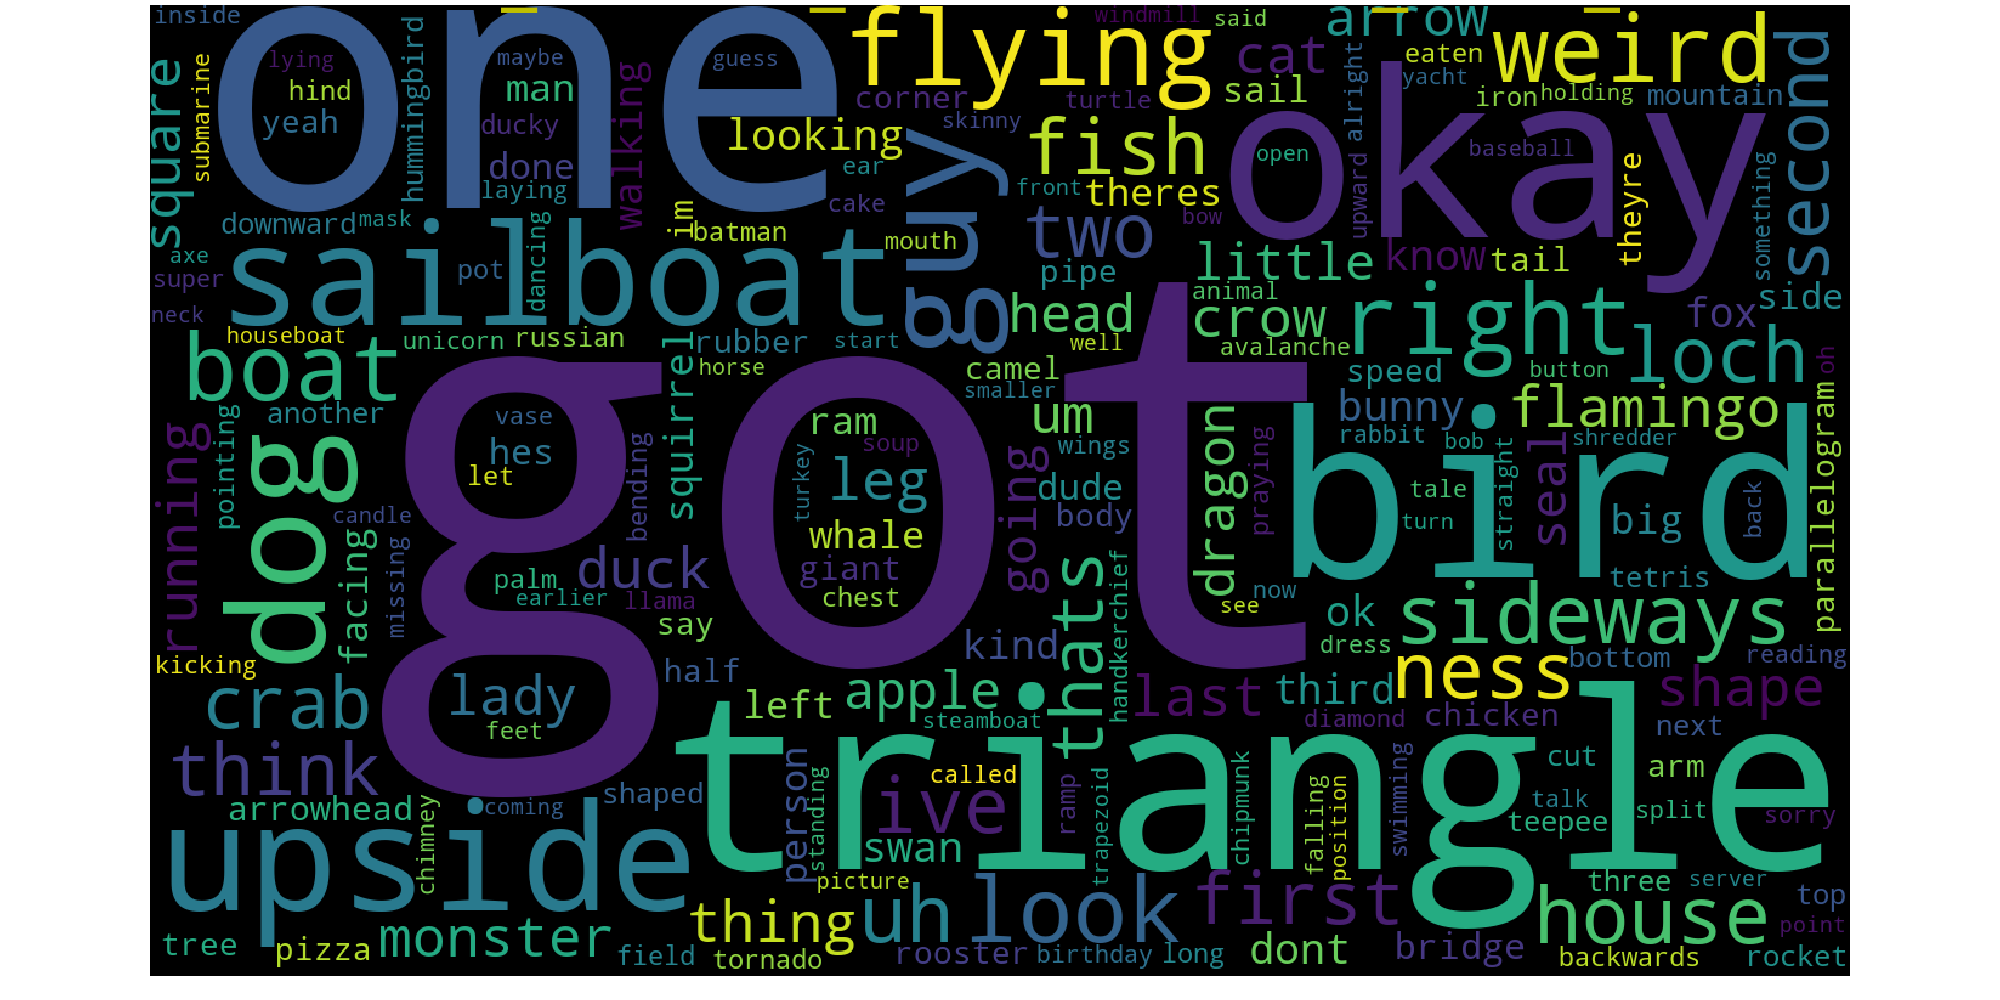 inside
one
flying
windmill
said
arrow
weird
second
square
submarine
lying
hind
yeah
hummingbird
maybe
man
ducky
done
laying
walking
guess
looking
ear
cake
corner
skinny
turtle
fish
front
theres
cat
sail
open
okay
upward
alright
eaten
yacht
iron
holding
baseball
mountain
something
theyre
downward
mask
dancing
im
batman
mouth
guy
two
bow
little
know
tail
side
axe
super
neck
sailboat
pot
pipe
head
animal
crow
right
fox
houseboat
unicorn
russian
rubber
start
well
avalanche
loch
boat
squirrel
horse
camel
smaller
speed
button
oh
another
vase
got
ram
soup
um
wings
bunny
rabbit
flamingo
parallelogram
running
pointing
dog
hes
let
bending
turkey
leg
going
dude
dragon
praying
bird
bob
shredder
tale
straight
seal
candle
facing
missing
whale
body
turn
big
back
duck
palm
earlier
giant
chest
llama
say
thats
handkerchief
see
now
ok
tetris
sideways
kicking
half
kind
dress
ness
bottom
reading
crab
lady
feet
left
apple
steamboat
last
third
diamond
chicken
shape
next
think
triangle
person
called
cut
arm
arrowhead
coming
shaped
standing
ive
ramp
trapezoid
chipmunk
falling
position
swimming
talk
teepee
split
sorry
chimney
upside
swan
picture
first
three
server
top
tree
pizza
monster
field
thing
tornado
uh
look
rooster
birthday
long
dont
bridge
house
backwards
point
rocket